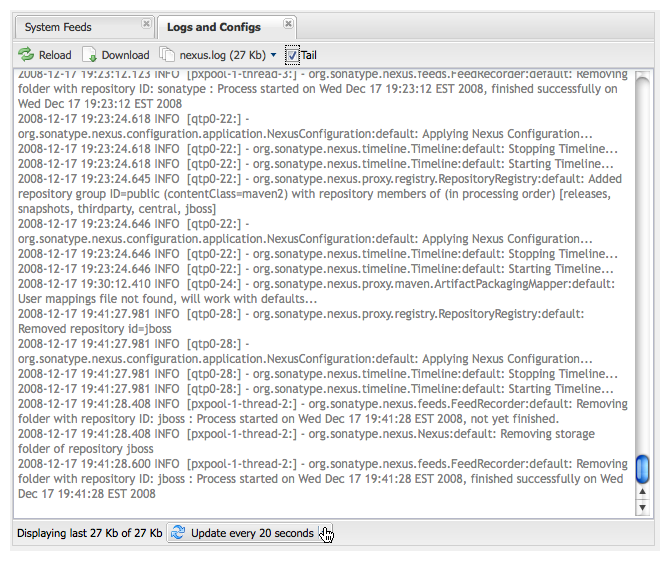 System Feeds
Logs and Configs
Reload Download nexus.log (27 Kb) Tail
2008-12-17 19:23:12.123 INFO [pxpool-1-thread-3:] - org.sonatype.nexus.feeds.FeedRecorder:default: Removing
folder with repository ID: sonatype : Process started on Wed Dec 17 19:23:12 EST 2008, finished successfully on
Wed Dec 17 19:23:12 EST 2008
2008-12-17 19:23:24.618 INFO [qtp0-22:] -
org.sonatype.nexus.configuration.application.NexusConfiguration:default: Applying Nexus Configuration...
2008-12-17 19:23:24.618 INFO [qtp0-22:] - org.sonatype.nexus.timeline.Timeline:default: Stopping Timeline...
2008-12-17 19:23:24.618 INFO [qtp0-22:] - org.sonatype.nexus.timeline.Timeline:default: Starting Timeline...
2008-12-17 19:23:24.645 INFO [qtp0-22:] - org.sonatype.nexus.proxy.registry.RepositoryRegistry:default: Added
repository group ID=public (contentClass=maven2) with repository members of (in processing order) [releases,
snapshots, thirdparty, central, jboss]
2008-12-17 19:23:24.646 INFO [qtp0-22:] -
org.sonatype.nexus.configuration.application.NexusConfiguration:default: Applying Nexus Configuration...
2008-12-17 19:23:24.646 INFO [qtp0-22:] - org.sonatype.nexus.timeline.Timeline:default: Stopping Timeline...
2008-12-17 19:23:24.646 INFO [qtp0-22:] - org.sonatype.nexus.timeline.Timeline:default: Starting Timeline...
2008-12-17 19:30:12.410 INFO [qtp0-24:] - org.sonatype.nexus.proxy.maven.ArtifactPackagingMapper:default:
User mappings file not found, will work with defaults...
2008-12-17 19:41:27.981 INFO [qtp0-28:] - org.sonatype.nexus.proxy.registry.RepositoryRegistry:default:
Removed repository id=jboss
2008-12-17 19:41:27.981 INFO [qtp0-28:] -
org.sonatype.nexus.configuration.application.NexusConfiguration:default: Applying Nexus Configuration...
2008-12-17 19:41:27.981 INFO [qtp0-28:] - org.sonatype.nexus.timeline.Timeline:default: Stopping Timeline...
2008-12-17 19:41:27.981 INFO [qtp0-28:] - org.sonatype.nexus.timeline.Timeline:default: Starting Timeline...
2008-12-17 19:41:28.408 INFO [pxpool-1-thread-2:] - org.sonatype.nexus.feeds.FeedRecorder:default: Removing
folder with repository ID: jboss : Process started on Wed Dec 17 19:41:28 EST 2008, not yet finished.
2008-12-17 19:41:28.408 INFO [pxpool-1-thread-2:] - org.sonatype.nexus.Nexus:default: Removing storage
folder of repository jboss
2008-12-17 19:41:28.600 INFO [pxpool-1-thread-2:] - org.sonatype.nexus.feeds.FeedRecorder:default: Removing
folder with repository ID: jboss : Process started on Wed Dec 17 19:41:28 EST 2008, finished successfully on Wed
Dec 17 19:41:28 EST 2008
Displaying last 27 Kb of 27 Kb Update every 20 seconds